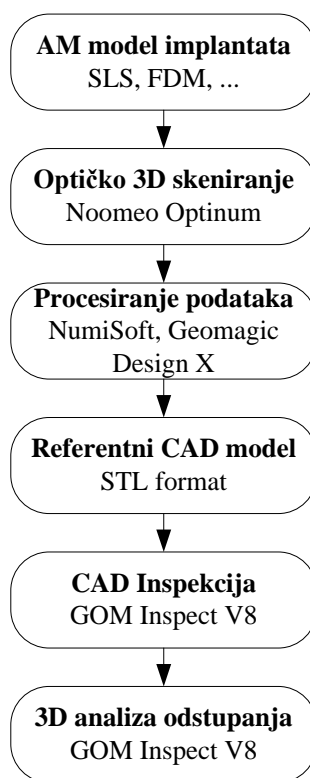 AM model implantata
SLS, FDM, ...
Optičko 3D skeniranje
Noomeo Optinum
Procesiranje podataka
NumiSoft, Geomagic
Design X
Referentni CAD model
STL format
CAD Inspekcija
GOM Inspect V8
3D analiza odstupanja
GOM Inspect V8